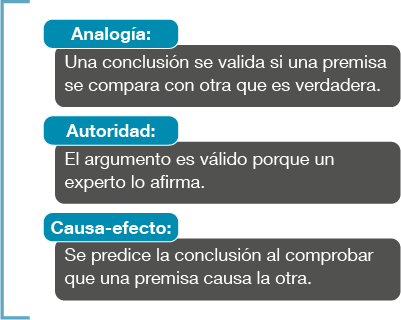 Analogía:
Una conclusión se valida si una premisa
se compara con otra que es verdadera.
Autoridad:
El argumento es válido porque un
experto lo afirma.
Causa-efecto:
Se predice la conclusión al comprobar
que una premisa causa la otra.